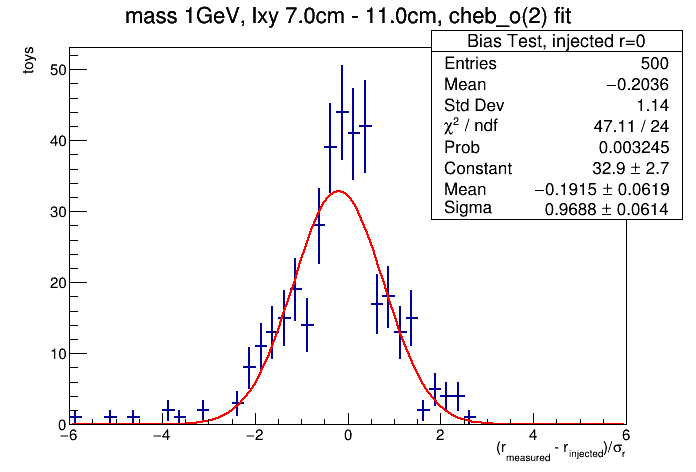 mass 1GeV, lxy 7.0cm - 11.0cm, cheb_o(2) fit
toys
Bias Test, injected r=0
Entries 500
Mean −0.2036
Std Dev 1.14
χ² / ndf 47.11 / 24
Prob 0.003245
Constant 32.9 ± 2.7
Mean −0.1915 ± 0.0619
Sigma 0.9688 ± 0.0614
50
40
30
20
10
0
−6 −4 −2 0 2 4 6
(r_measured - r_injected)/σ_r